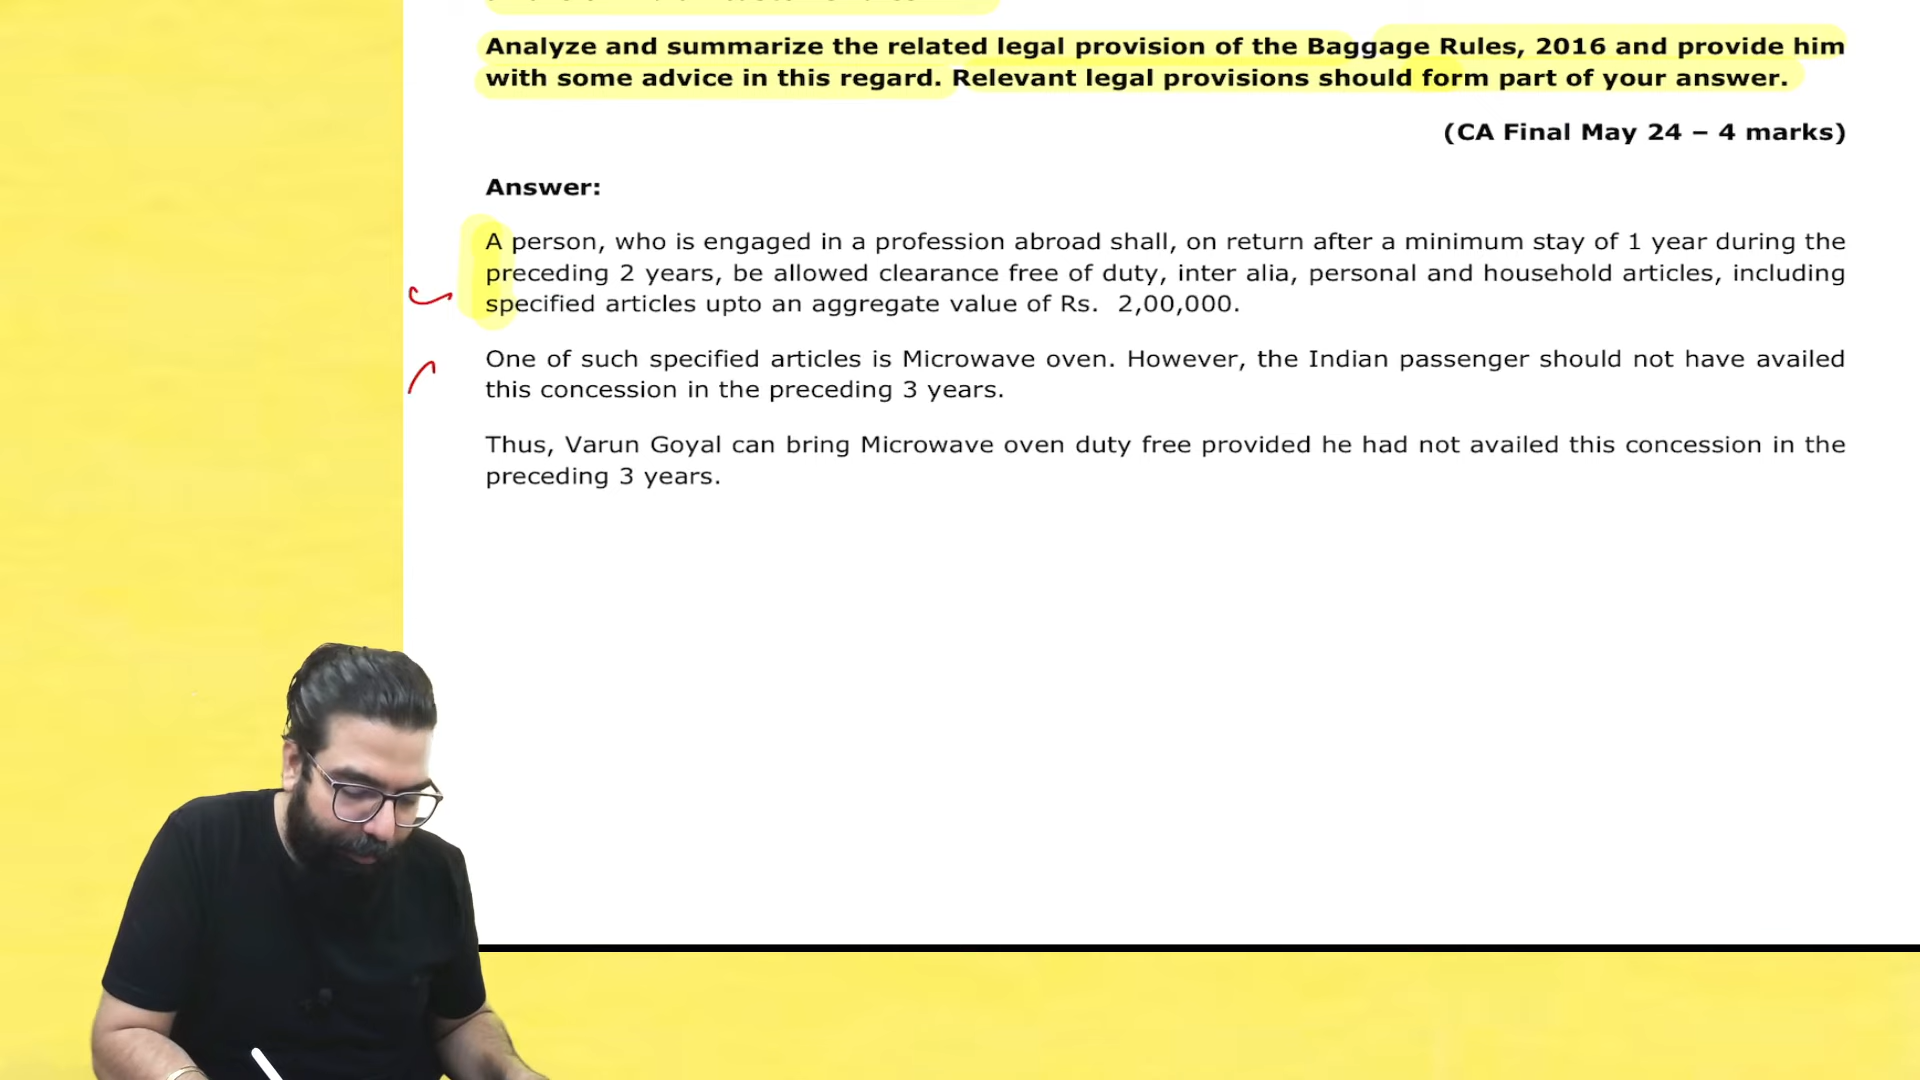 Analyze and summarize the related legal provision of the Baggage Rules, 2016 and provide him
with some advice in this regard. Relevant legal provisions should form part of your answer.
(CA Final May 24 – 4 marks)
Answer:
A person, who is engaged in a profession abroad shall, on return after a minimum stay of 1 year during the
preceding 2 years, be allowed clearance free of duty, inter alia, personal and household articles, including
specified articles upto an aggregate value of Rs. 2,00,000.
One of such specified articles is Microwave oven. However, the Indian passenger should not have availed
this concession in the preceding 3 years.
Thus, Varun Goyal can bring Microwave oven duty free provided he had not availed this concession in the
preceding 3 years.